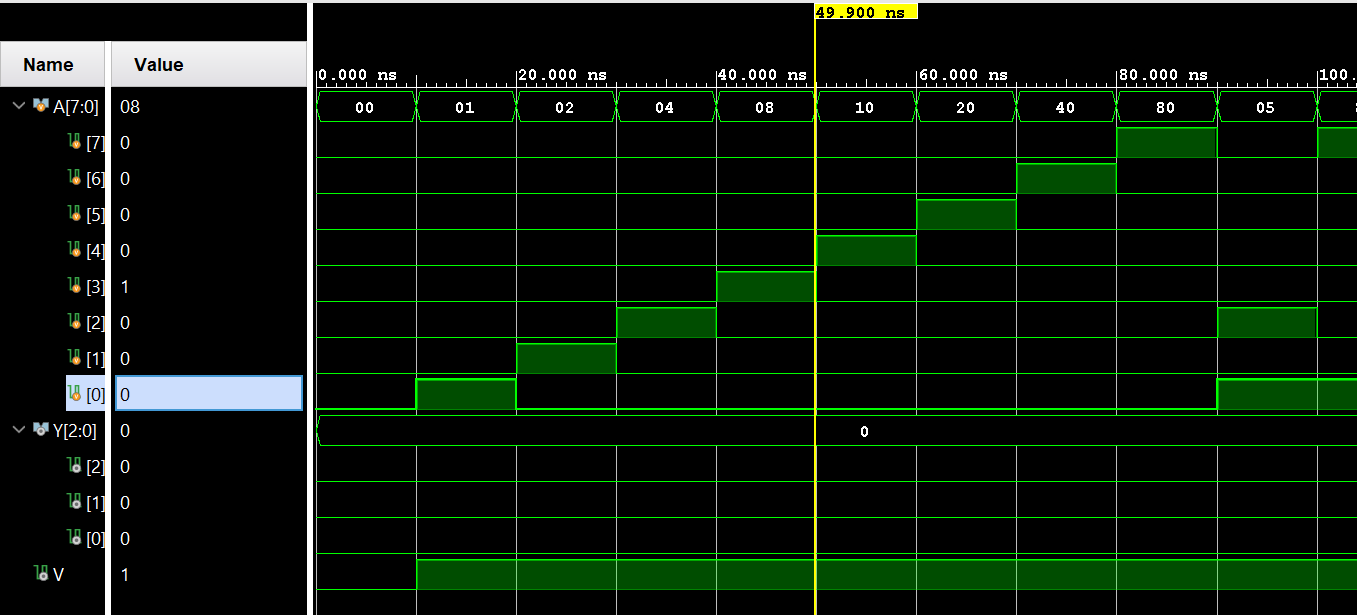 49.900 ns
Name Value
0.000 ns 20.000 ns 40.000 ns 60.000 ns 80.000 ns 100.
A[7:0] 08 00 01 02 04 08 10 20 40 80 05
[7] 0
[6] 0
[5] 0
[4] 0
[3] 1
[2] 0
[1] 0
[0] 0
Y[2:0] 0 0
[2] 0
[1] 0
[0] 0
V 1